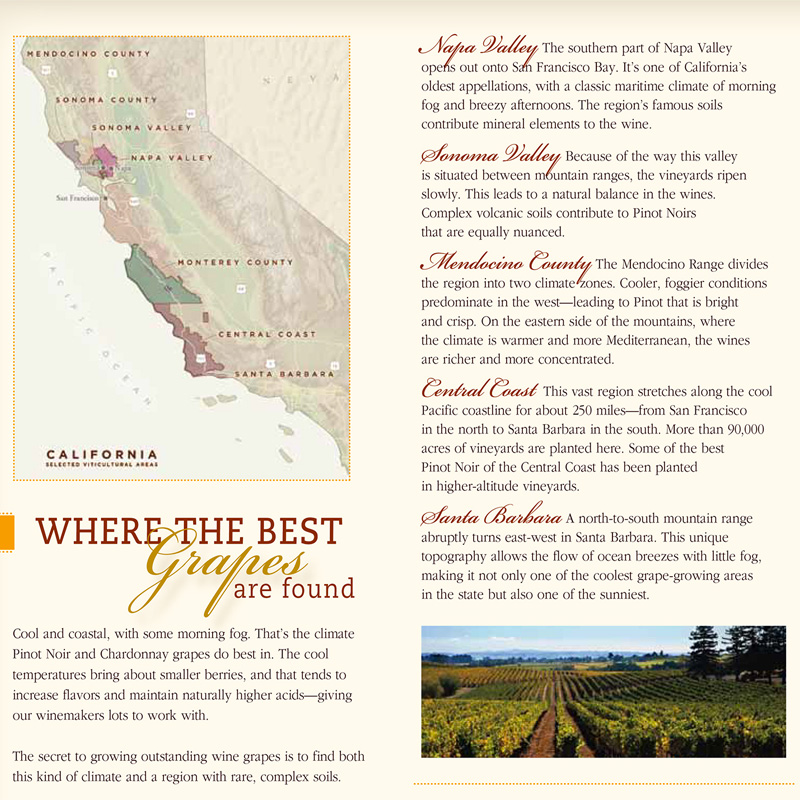 MENDOCINO COUNTY
SONOMA COUNTY
SONOMA VALLEY
NAPA VALLEY
Sonoma
Napa
San Francisco
MONTEREY COUNTY
CENTRAL COAST
SANTA BARBARA
PACIFIC OCEAN
NEVA
CALIFORNIA
SELECTED VITICULTURAL AREAS
WHERE THE BEST
Grapes
are found
Cool and coastal, with some morning fog. That's the climate
Pinot Noir and Chardonnay grapes do best in. The cool
temperatures bring about smaller berries, and that tends to
increase flavors and maintain naturally higher acids—giving
our winemakers lots to work with.
The secret to growing outstanding wine grapes is to find both
this kind of climate and a region with rare, complex soils.
Napa Valley The southern part of Napa Valley
opens out onto San Francisco Bay. It's one of California's
oldest appellations, with a classic maritime climate of morning
fog and breezy afternoons. The region's famous soils
contribute mineral elements to the wine.
Sonoma Valley Because of the way this valley
is situated between mountain ranges, the vineyards ripen
slowly. This leads to a natural balance in the wines.
Complex volcanic soils contribute to Pinot Noirs
that are equally nuanced.
Mendocino County The Mendocino Range divides
the region into two climate zones. Cooler, foggier conditions
predominate in the west—leading to Pinot that is bright
and crisp. On the eastern side of the mountains, where
the climate is warmer and more Mediterranean, the wines
are richer and more concentrated.
Central Coast This vast region stretches along the cool
Pacific coastline for about 250 miles—from San Francisco
in the north to Santa Barbara in the south. More than 90,000
acres of vineyards are planted here. Some of the best
Pinot Noir of the Central Coast has been planted
in higher-altitude vineyards.
Santa Barbara A north-to-south mountain range
abruptly turns east-west in Santa Barbara. This unique
topography allows the flow of ocean breezes with little fog,
making it not only one of the coolest grape-growing areas
in the state but also one of the sunniest.